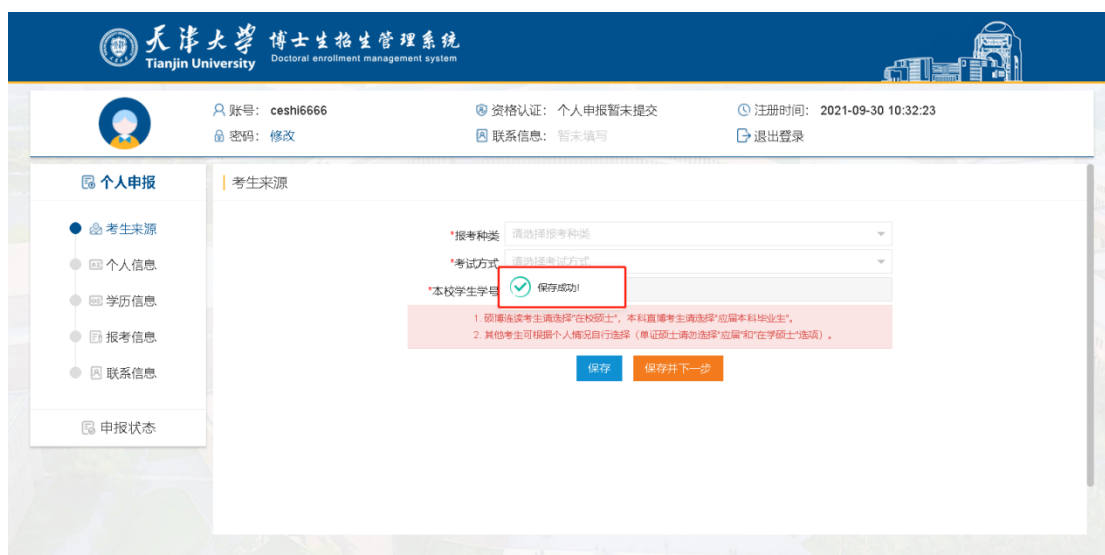 天津大学 博士生招生管理系统
Tianjin University Doctoral enrollment management system
账号： ceshi6666 资格认证： 个人申报暂未提交 注册时间： 2021-09-30 10:32:23
密码： 修改 联系信息： 暂未填写 退出登录
个人申报
考生来源
个人信息
学历信息
报考信息
联系信息
申报状态
考生来源
*报考种类 请选择报考种类
*考试方式 请选择考试方式
*本校学生学号
保存成功!
1. 硕博连读考生请选择"在校硕士"，本科直博考生请选择"应届本科毕业生"。
2. 其他考生可根据个人情况自行选择（单证硕士请勿选择"应届"和"在学硕士"选项）.
保存 保存并下一步